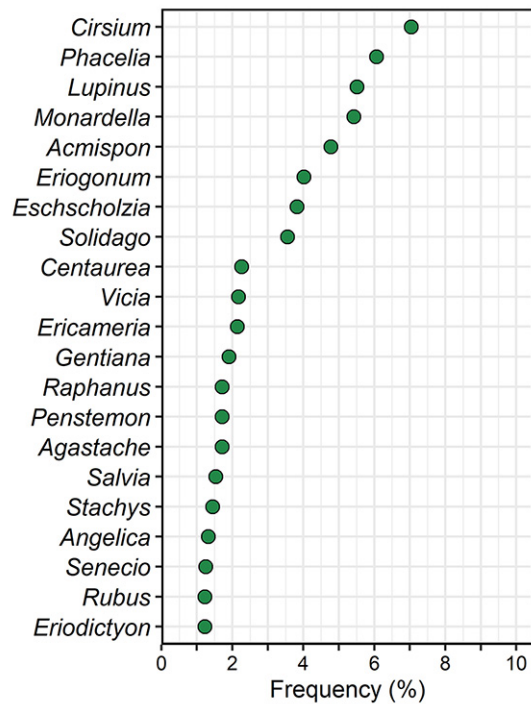 Cirsium
Phacelia
Lupinus
Monardella
Acmispon
Eriogonum
Eschscholzia
Solidago
Centaurea
Vicia
Ericameria
Gentiana
Raphanus
Penstemon
Agastache
Salvia
Stachys
Angelica
Senecio
Rubus
Eriodictyon
0 2 4 6 8 10
Frequency (%)